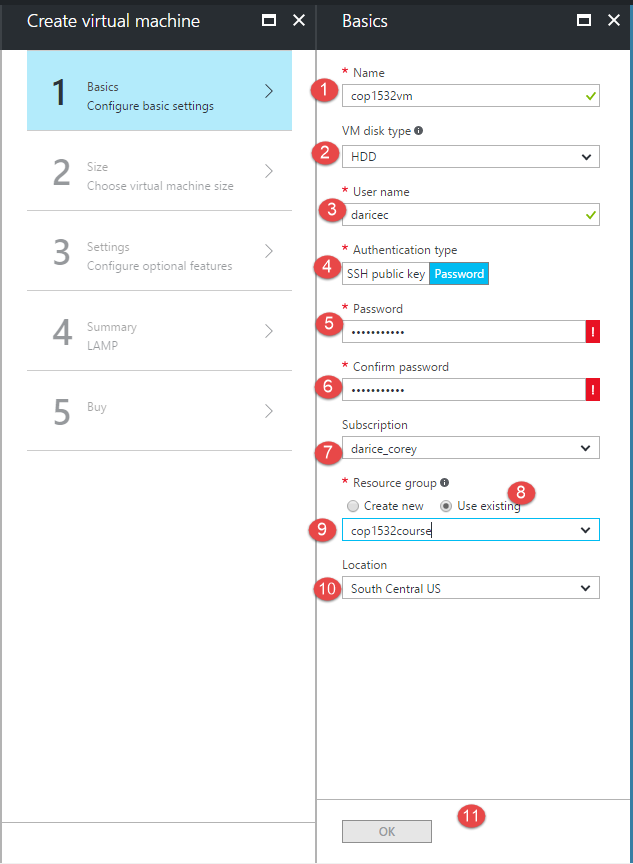 Create virtual machine
1
Basics
Configure basic settings
2
Size
Choose virtual machine size
3
Settings
Configure optional features
4
Summary
LAMP
5
Buy
Basics
* Name
1
cop1532vm
VM disk type
2
HDD
* User name
3
daricec
* Authentication type
4
SSH public key Password
* Password
5
•••••••••••
!
* Confirm password
6
•••••••••••
!
Subscription
7
darice_corey
* Resource group
8
Create new Use existing
9
cop1532course
Location
10
South Central US
11
OK